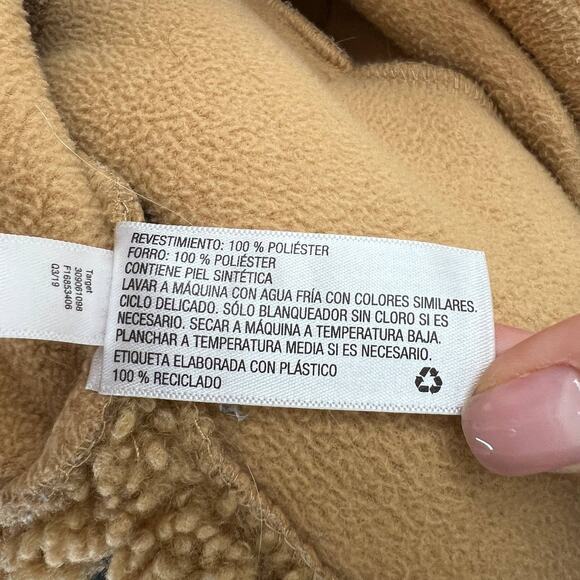 REVESTIMIENTO: 100 % POLIÉSTER
FORRO: 100 % POLIÉSTER
CONTIENE PIEL SINTÉTICA
LAVAR A MÁQUINA CON AGUA FRÍA CON COLORES SIMILARES.
CICLO DELICADO. SÓLO BLANQUEADOR SIN CLORO SI ES
NECESARIO. SECAR A MÁQUINA A TEMPERATURA BAJA.
PLANCHAR A TEMPERATURA MEDIA SI ES NECESARIO.
ETIQUETA ELABORADA CON PLÁSTICO
100 % RECICLADO
Target
309061098
F16853406
03/19